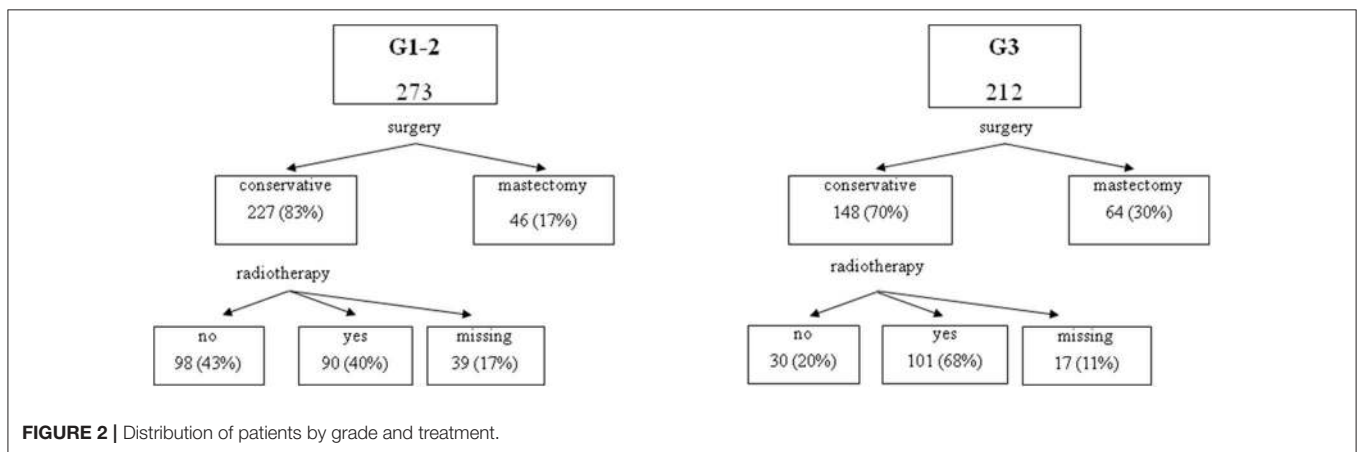 G1-2
273
surgery
conservative
227 (83%)
mastectomy
46 (17%)
radiotherapy
no
98 (43%)
yes
90 (40%)
missing
39 (17%)
G3
212
surgery
conservative
148 (70%)
mastectomy
64 (30%)
radiotherapy
no
30 (20%)
yes
101 (68%)
missing
17 (11%)
FIGURE 2 | Distribution of patients by grade and treatment.